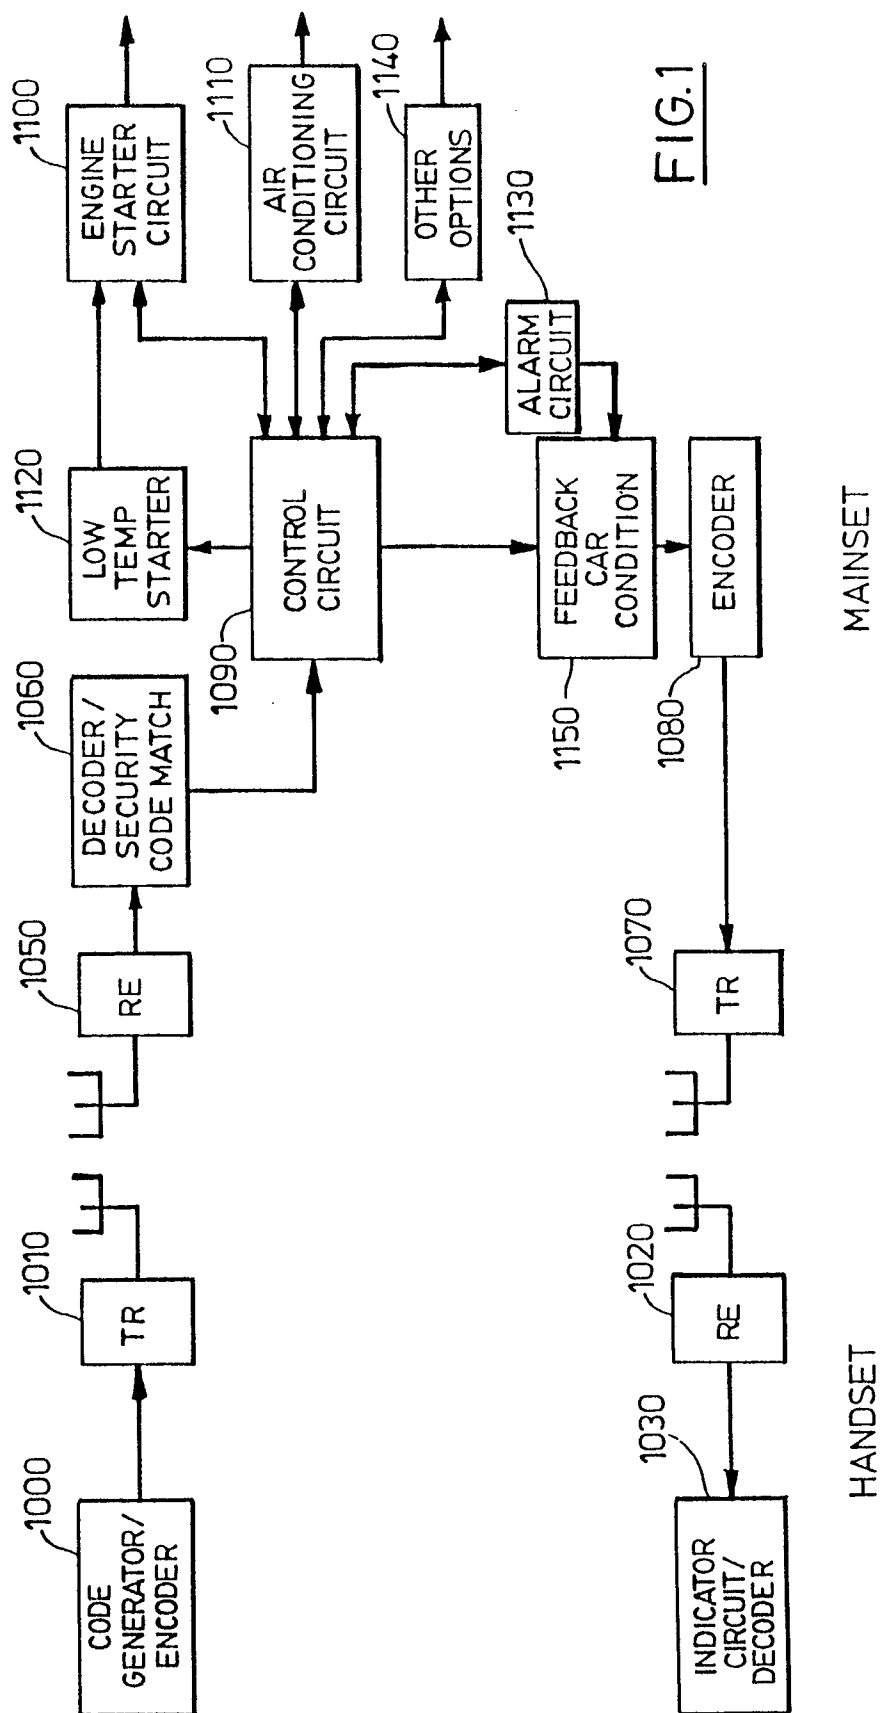 1000
CODE
GENERATOR/
ENCODER
1010
TR
1050
RE
1060
DECODER/
SECURITY
CODE MATCH
1120
LOW
TEMP
STARTER
1100
ENGINE
STARTER
CIRCUIT
1090
CONTROL
CIRCUIT
1110
AIR
CONDITIONING
CIRCUIT
1140
OTHER
OPTIONS
1130
ALARM
CIRCUIT
1150
FEEDBACK
CAR
CONDITION
1080
ENCODER
1070
TR
1020
RE
1030
INDICATOR
CIRCUIT/
DECODER
HANDSET
MAINSET
FIG.1